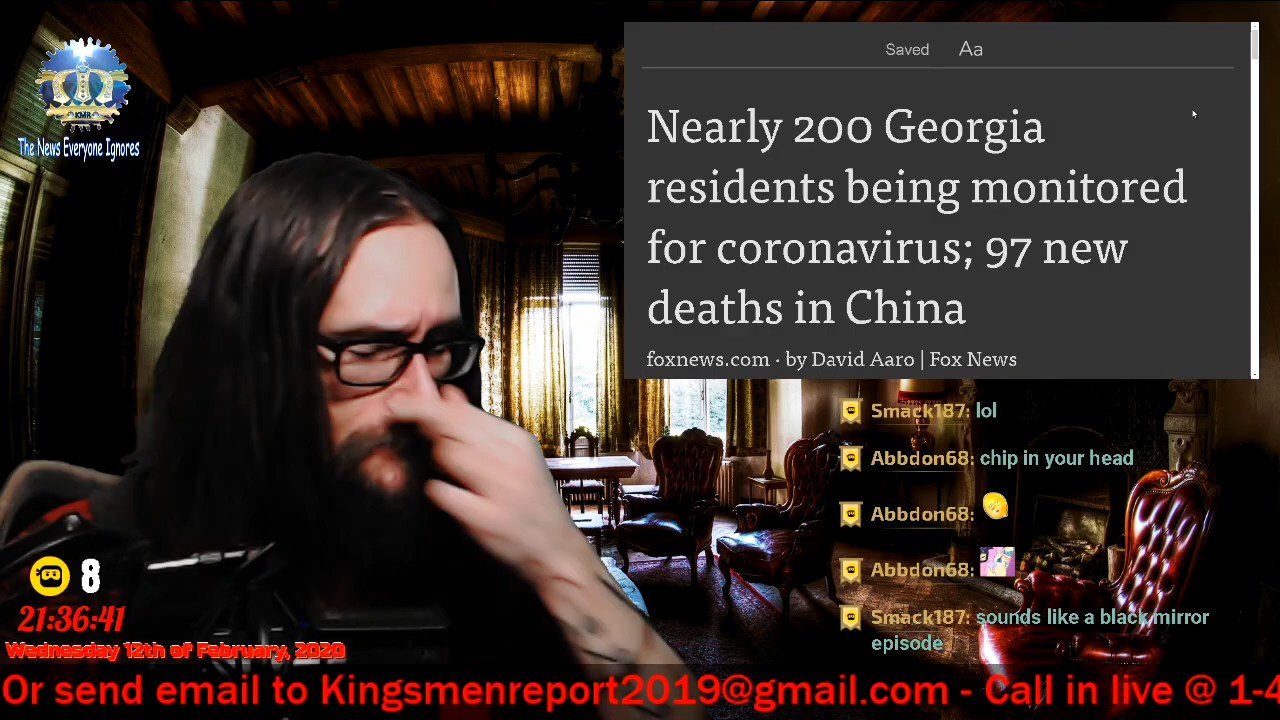 KMR
The News Everyone Ignores
Saved Aa
Nearly 200 Georgia
residents being monitored
for coronavirus; 97 new
deaths in China
foxnews.com · by David Aaro | Fox News
Smack187: lol
Abbdon68: chip in your head
Abbdon68:
Abbdon68:
Smack187: sounds like a black mirror
episode
8
21:36:41
Wednesday 12th of February, 2020
Or send email to Kingsmenreport2019@gmail.com - Call in live @ 1-4